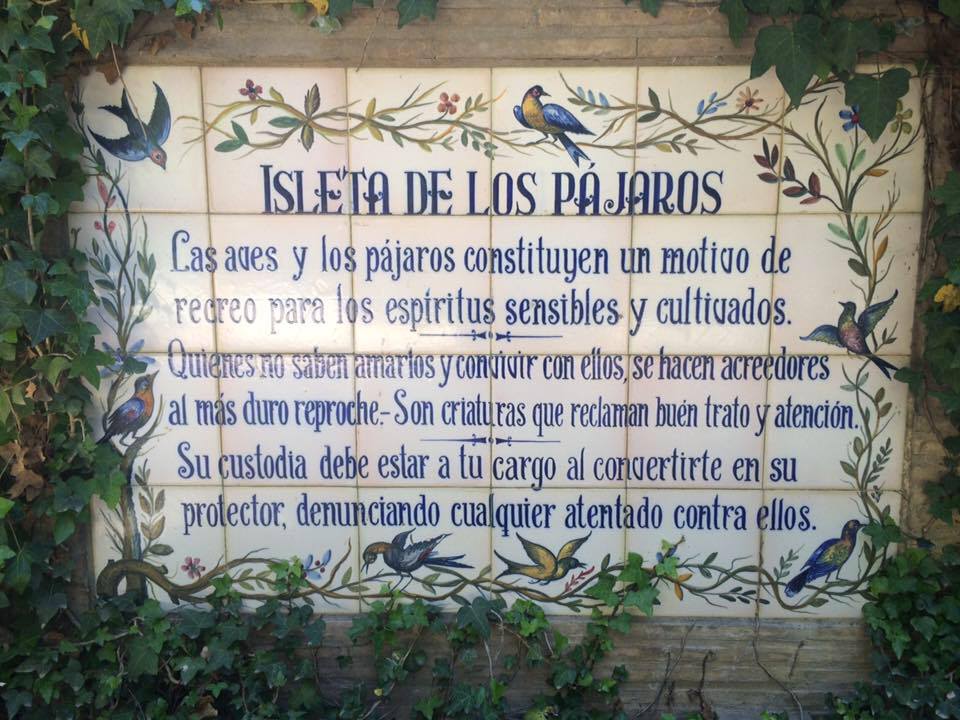 ISLETA DE LOS PÁJAROS
Las aves y los pájaros constituyen un motivo de
recreo para los espíritus sensibles y cultivados.
Quienes no saben amarlos y convivir con ellos, se hacen acreedores
al más duro reproche.- Son criaturas que reclaman buén trato y atención.
Su custodia debe estar a tu cargo al convertirte en su
protector, denunciando cualquier atentado contra ellos.